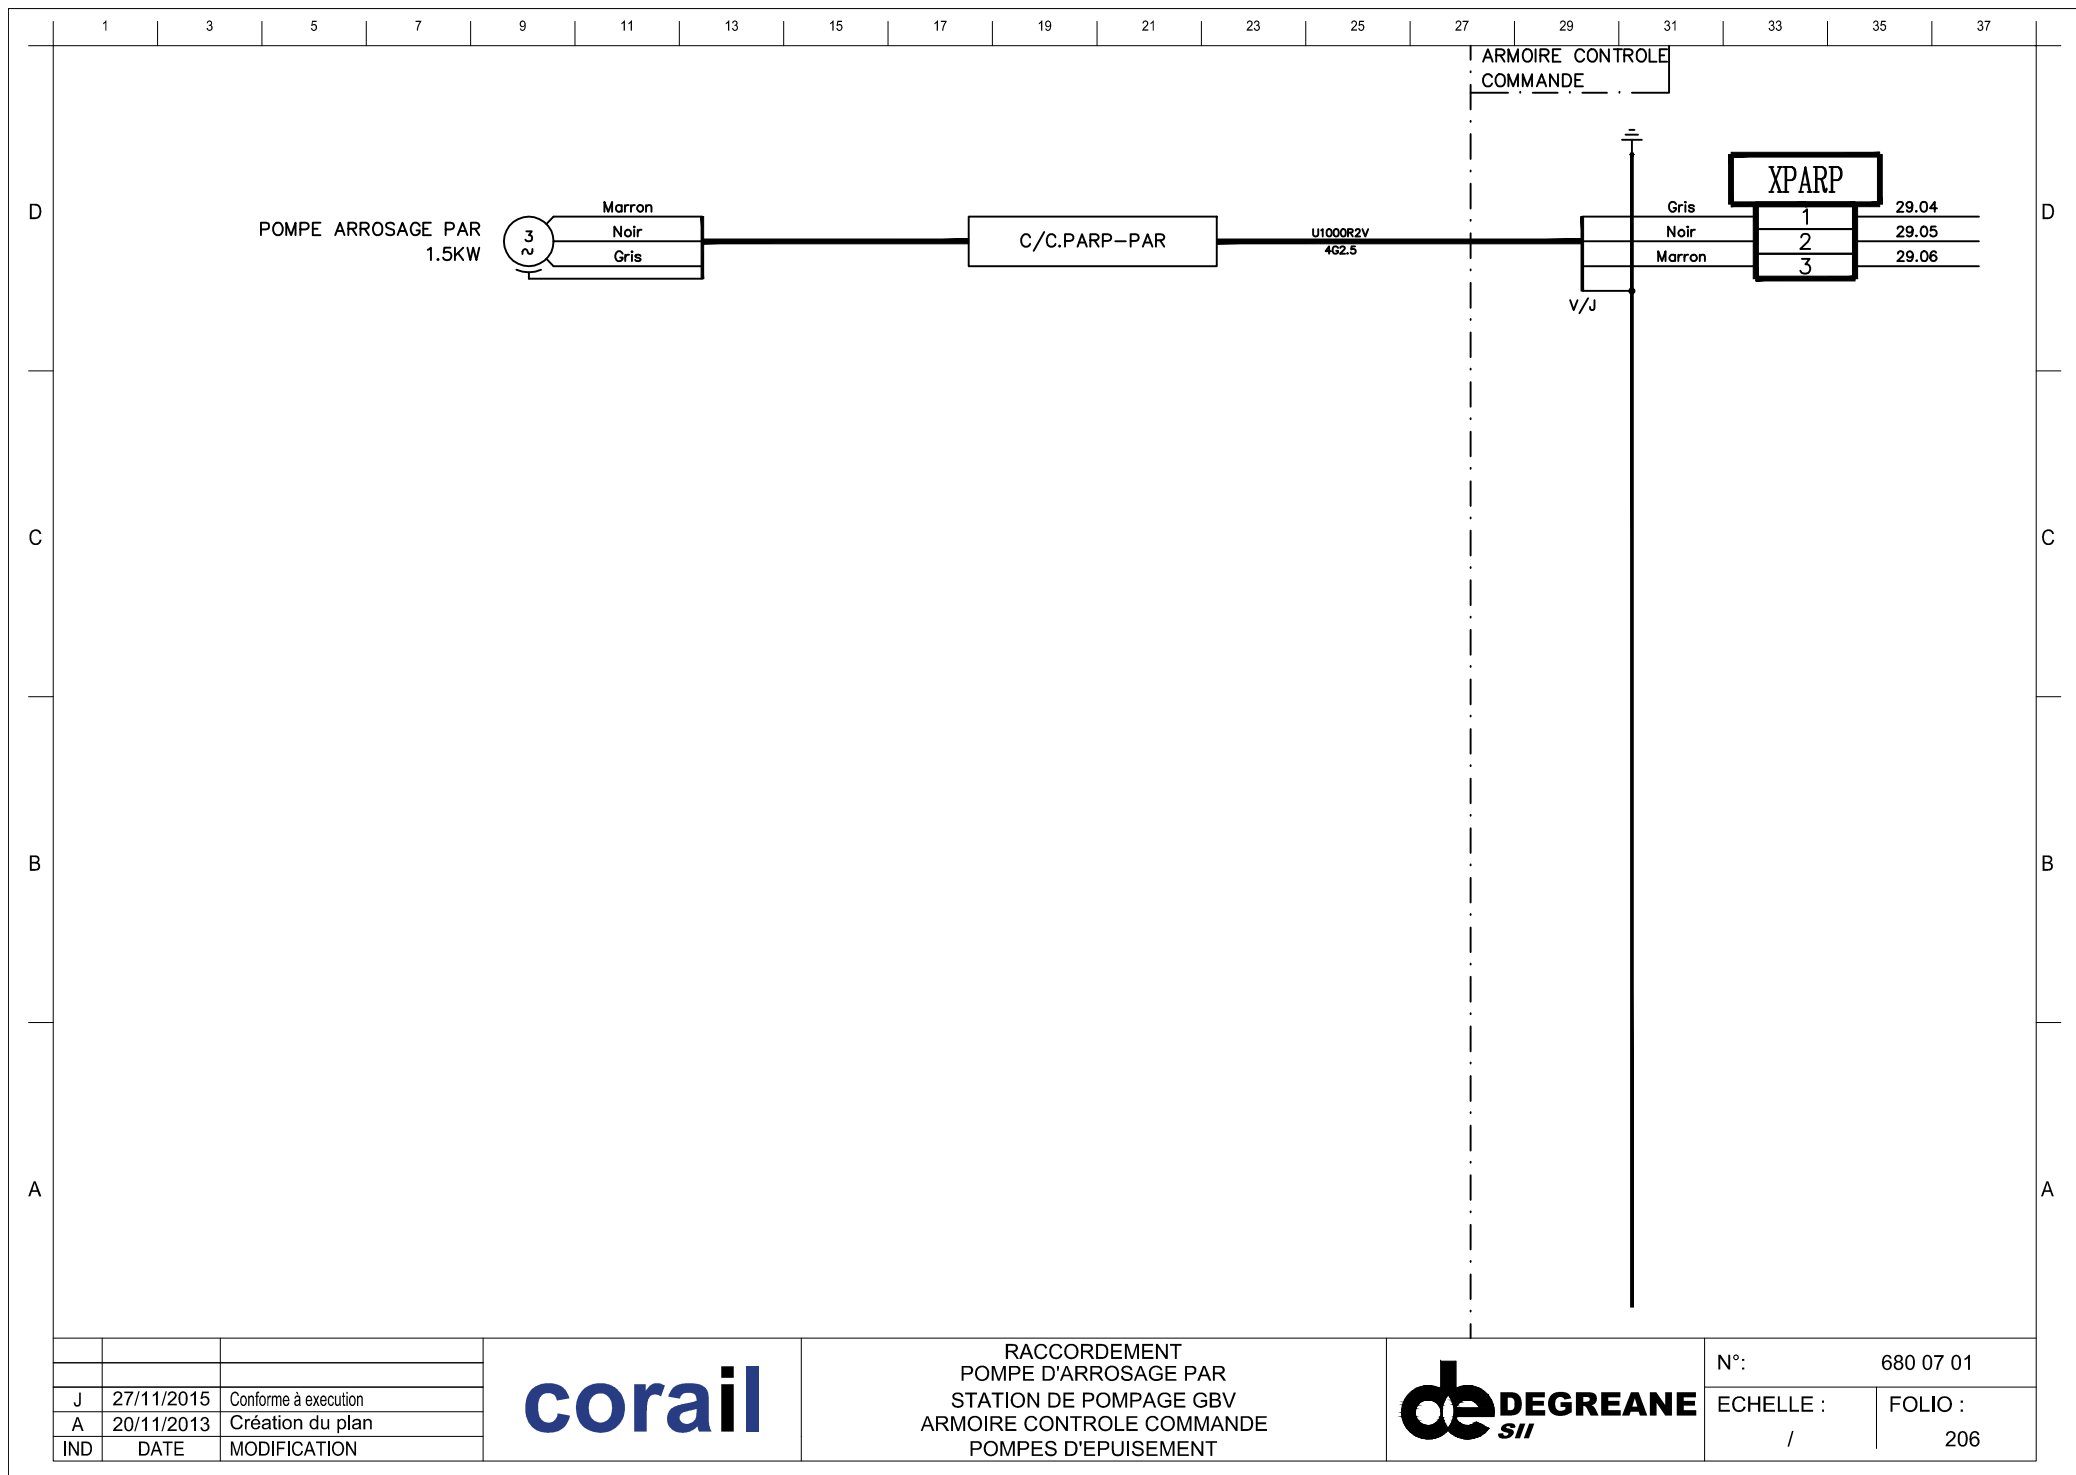 1 3 5 7 9 11 13 15 17 19 21 23 25 27 29 31 33 35 37
ARMOIRE CONTROLE
COMMANDE
XPARP
D
POMPE ARROSAGE PAR
1.5KW
3
~
Marron
Noir
Gris
C/C.PARP-PAR
U1000R2V
4G2.5
Gris 1 29.04
Noir 2 29.05
Marron 3 29.06
V/J
D
C C
B B
A A
J 27/11/2015 Conforme à execution
A 20/11/2013 Création du plan
IND DATE MODIFICATION
corail
RACCORDEMENT
POMPE D'ARROSAGE PAR
STATION DE POMPAGE GBV
ARMOIRE CONTROLE COMMANDE
POMPES D'EPUISEMENT
de DEGREANE
SII
N°: 680 07 01
ECHELLE : FOLIO :
/ 206